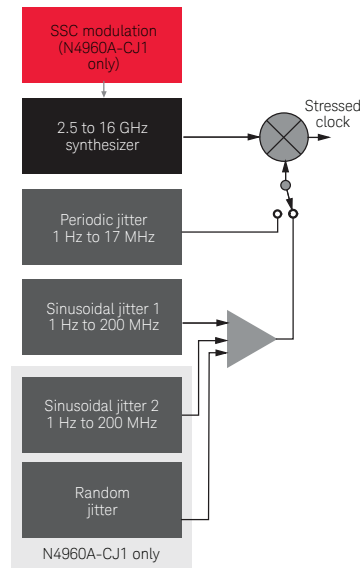 SSC modulation
(N4960A-CJ1
only)
2.5 to 16 GHz
synthesizer
Stressed
clock
Periodic jitter
1 Hz to 17 MHz
Sinusoidal jitter 1
1 Hz to 200 MHz
Sinusoidal jitter 2
1 Hz to 200 MHz
Random
jitter
N4960A-CJ1 only